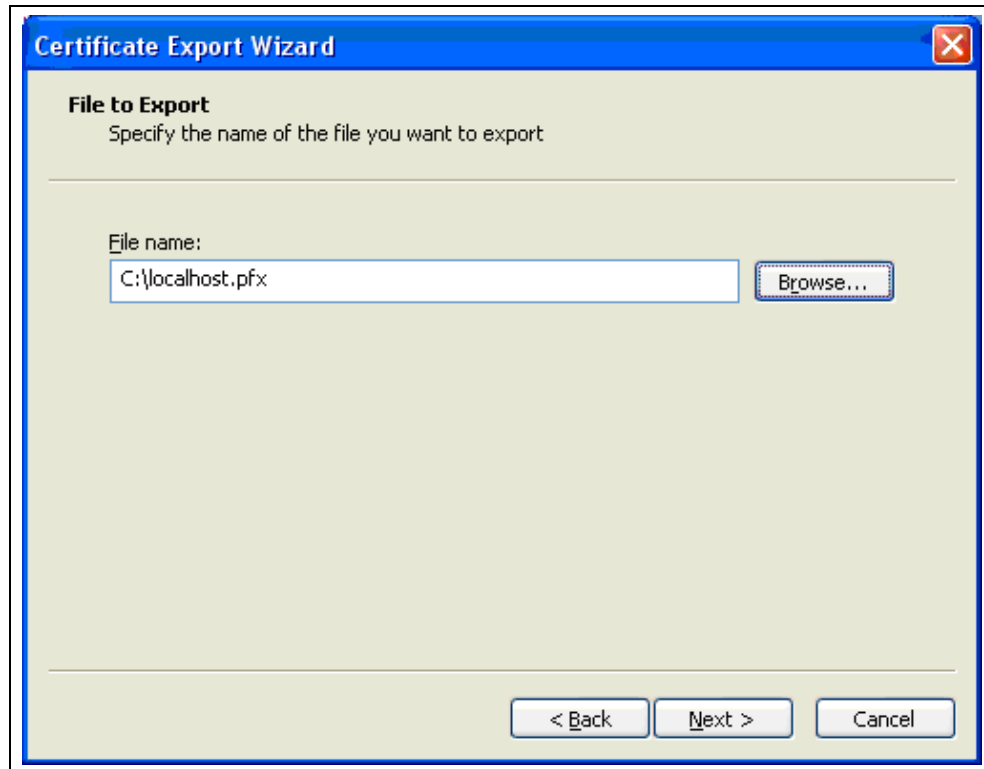 Certificate Export Wizard
File to Export
Specify the name of the file you want to export
File name:
C:\localhost.pfx
Browse...
< Back
Next >
Cancel